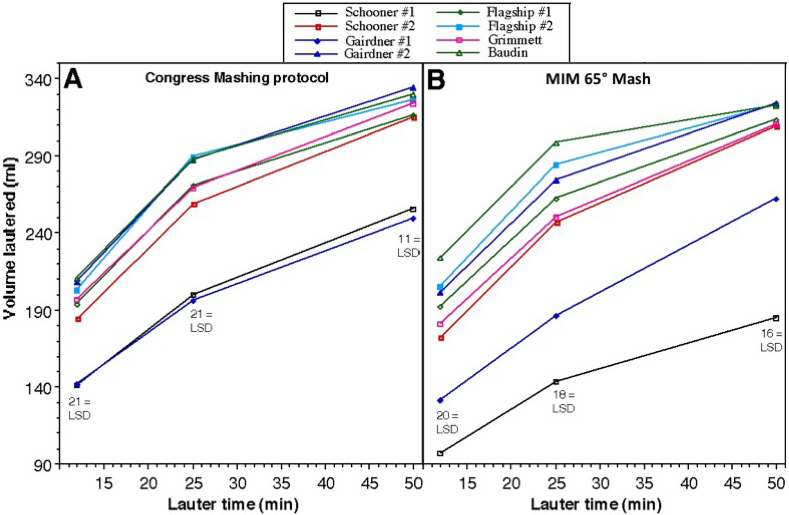 Schooner #1
Schooner #2
Gairdner #1
Gairdner #2
Flagship #1
Flagship #2
Grimmett
Baudin
A
Congress Mashing protocol
B
MIM 65° Mash
Volume lautered (ml)
340
290
240
190
140
90
21 =
LSD
21 =
LSD
11 =
LSD
20 =
LSD
18 =
LSD
16 =
LSD
15 20 25 30 35 40 45 50
15 20 25 30 35 40 45 50
Lauter time (min)
Lauter time (min)